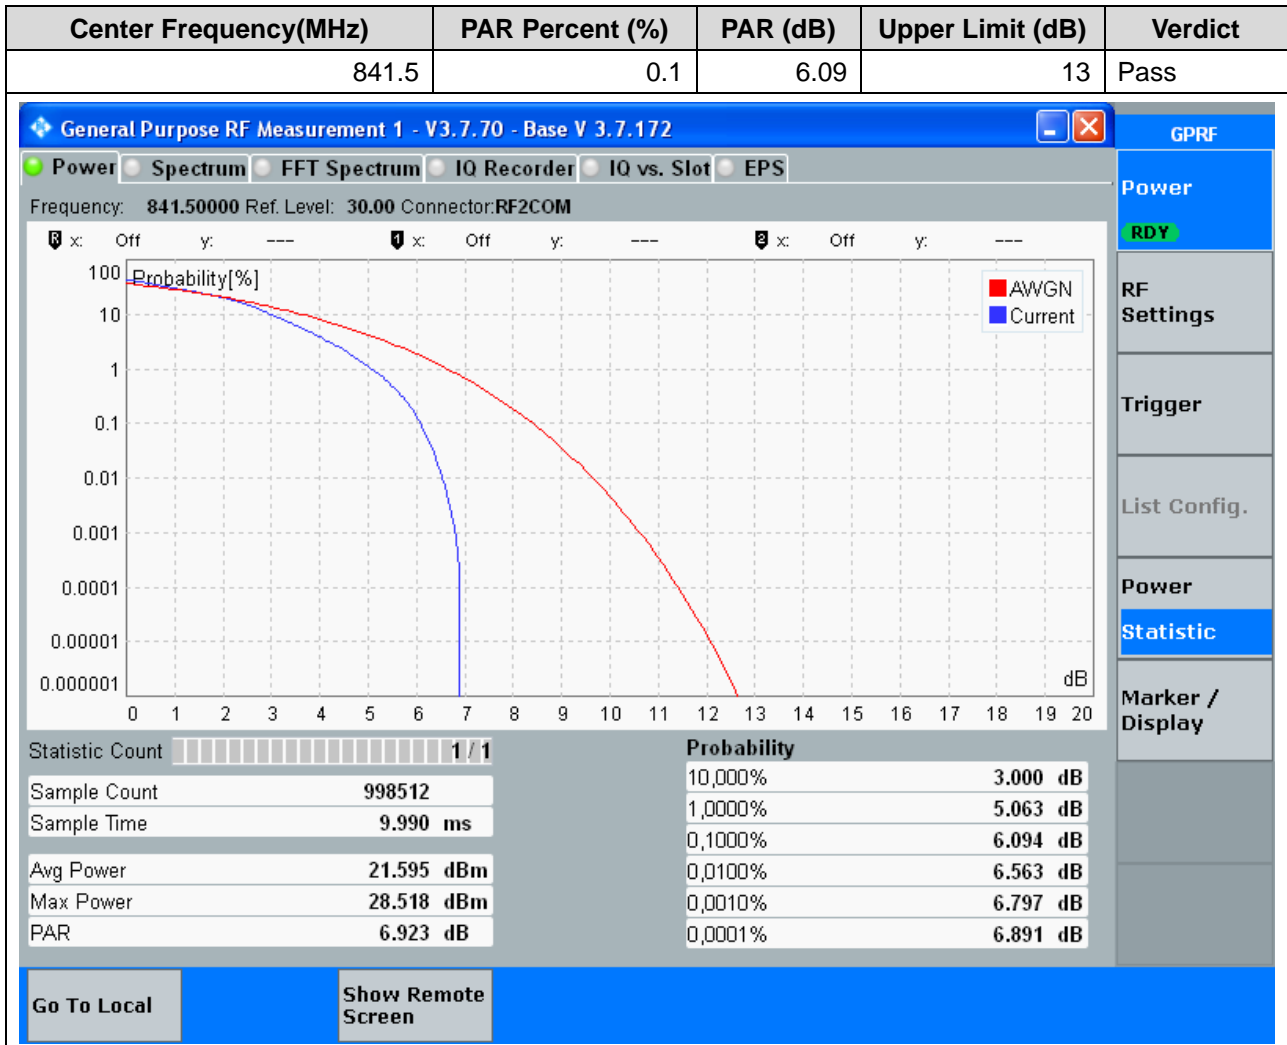 Center Frequency(MHz) PAR Percent (%) PAR (dB) Upper Limit (dB) Verdict
841.5 0.1 6.09 13 Pass
General Purpose RF Measurement 1 - V3.7.70 - Base V 3.7.172
GPRF
Power Spectrum FFT Spectrum IQ Recorder IQ vs. Slot EPS
Frequency: 841.50000 Ref. Level: 30.00 Connector:RF2COM
R x: Off y: --- 1 x: Off y: --- 2 x: Off y: ---
Probability[%]
100
10
1
0.1
0.01
0.001
0.0001
0.00001
0.000001
AWGN
Current
dB
0 1 2 3 4 5 6 7 8 9 10 11 12 13 14 15 16 17 18 19 20
Statistic Count 1 / 1
Sample Count 998512
Sample Time 9.990 ms
Avg Power 21.595 dBm
Max Power 28.518 dBm
PAR 6.923 dB
Probability
10,000% 3.000 dB
1,0000% 5.063 dB
0,1000% 6.094 dB
0,0100% 6.563 dB
0,0010% 6.797 dB
0,0001% 6.891 dB
Power
RDY
RF
Settings
Trigger
List Config.
Power
Statistic
Marker /
Display
Go To Local
Show Remote
Screen